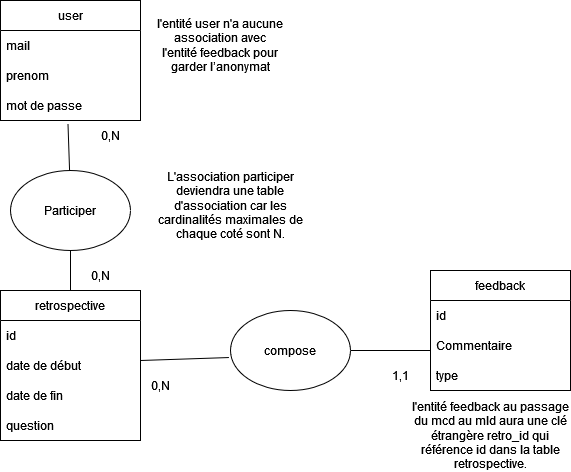 user
mail
prenom
mot de passe
l'entité user n'a aucune
association avec
l'entité feedback pour
garder l'anonymat
0,N
Participer
L'association participer
deviendra une table
d'association car les
cardinalités maximales de
chaque coté sont N.
0,N
retrospective
id
date de début
date de fin
question
0,N
compose
1,1
feedback
id
Commentaire
type
l'entité feedback au passage
du mcd au mld aura une clé
étrangère retro_id qui
référence id dans la table
retrospective.